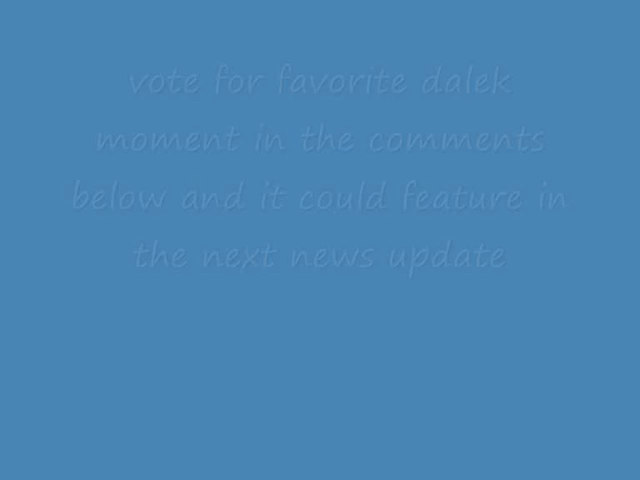 vote for favorite dalek
moment in the comments
below and it could feature in
the next news update